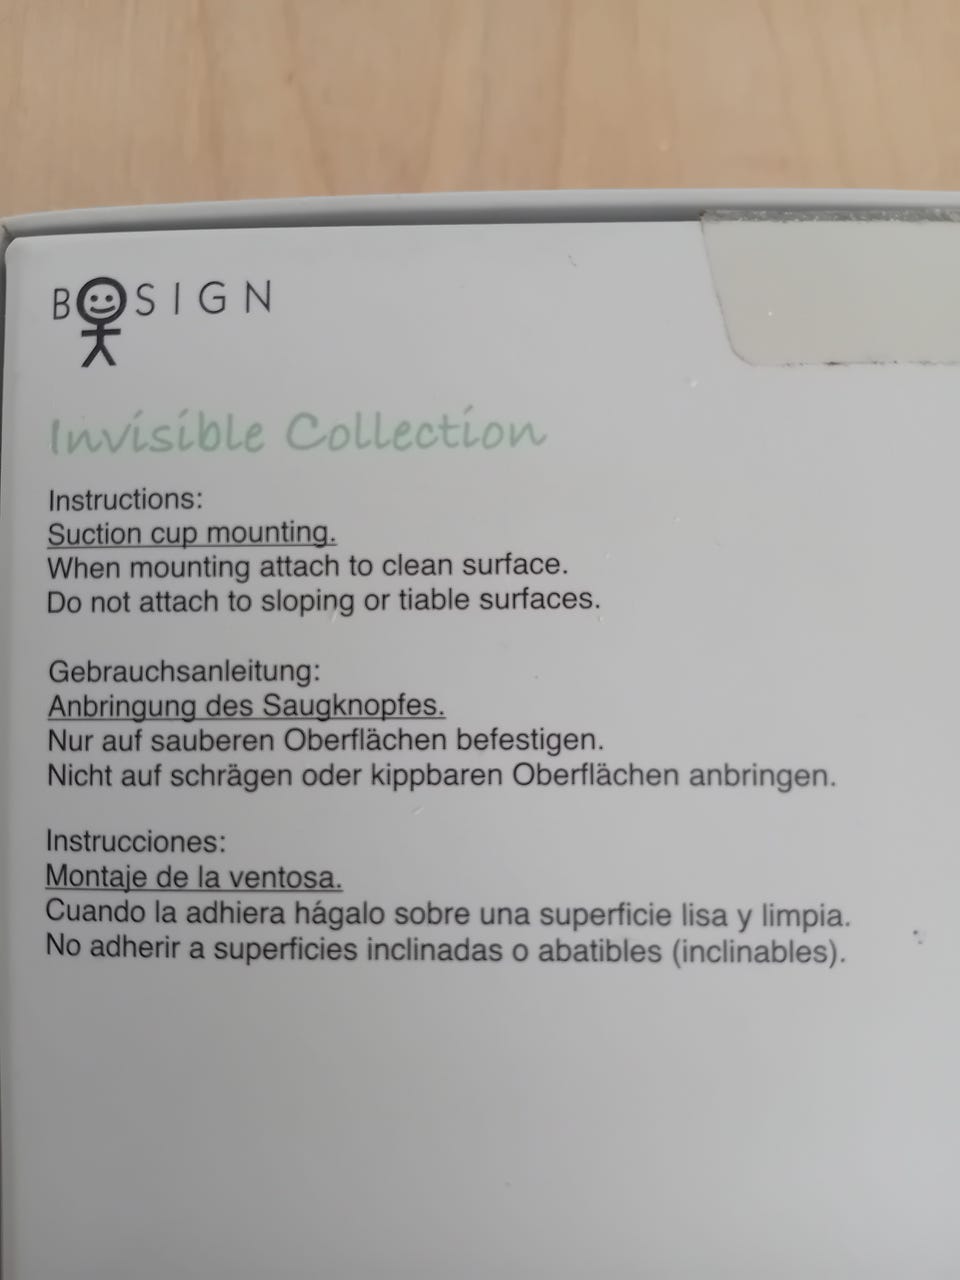 BOSIGN
Invisible Collection
Instructions:
Suction cup mounting.
When mounting attach to clean surface.
Do not attach to sloping or tiable surfaces.
Gebrauchsanleitung:
Anbringung des Saugknopfes.
Nur auf sauberen Oberflächen befestigen.
Nicht auf schrägen oder kippbaren Oberflächen anbringen.
Instrucciones:
Montaje de la ventosa.
Cuando la adhiera hágalo sobre una superficie lisa y limpia.
No adherir a superficies inclinadas o abatibles (inclinables).